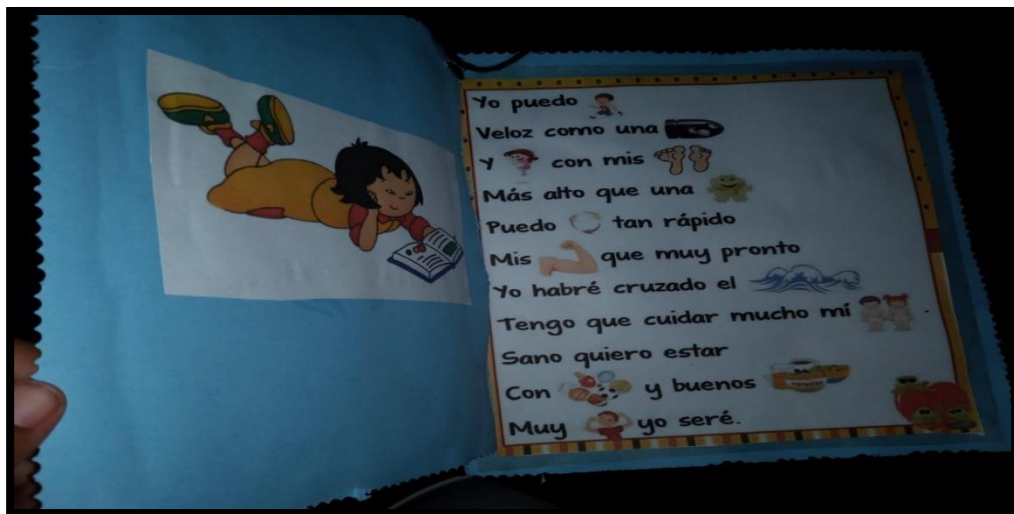 Yo puedo
Veloz como una
Y con mis
Más alto que una
Puedo tan rápido
Mis que muy pronto
Yo habré cruzado el
Tengo que cuidar mucho mí
Sano quiero estar
Con y buenos
Muy yo seré.